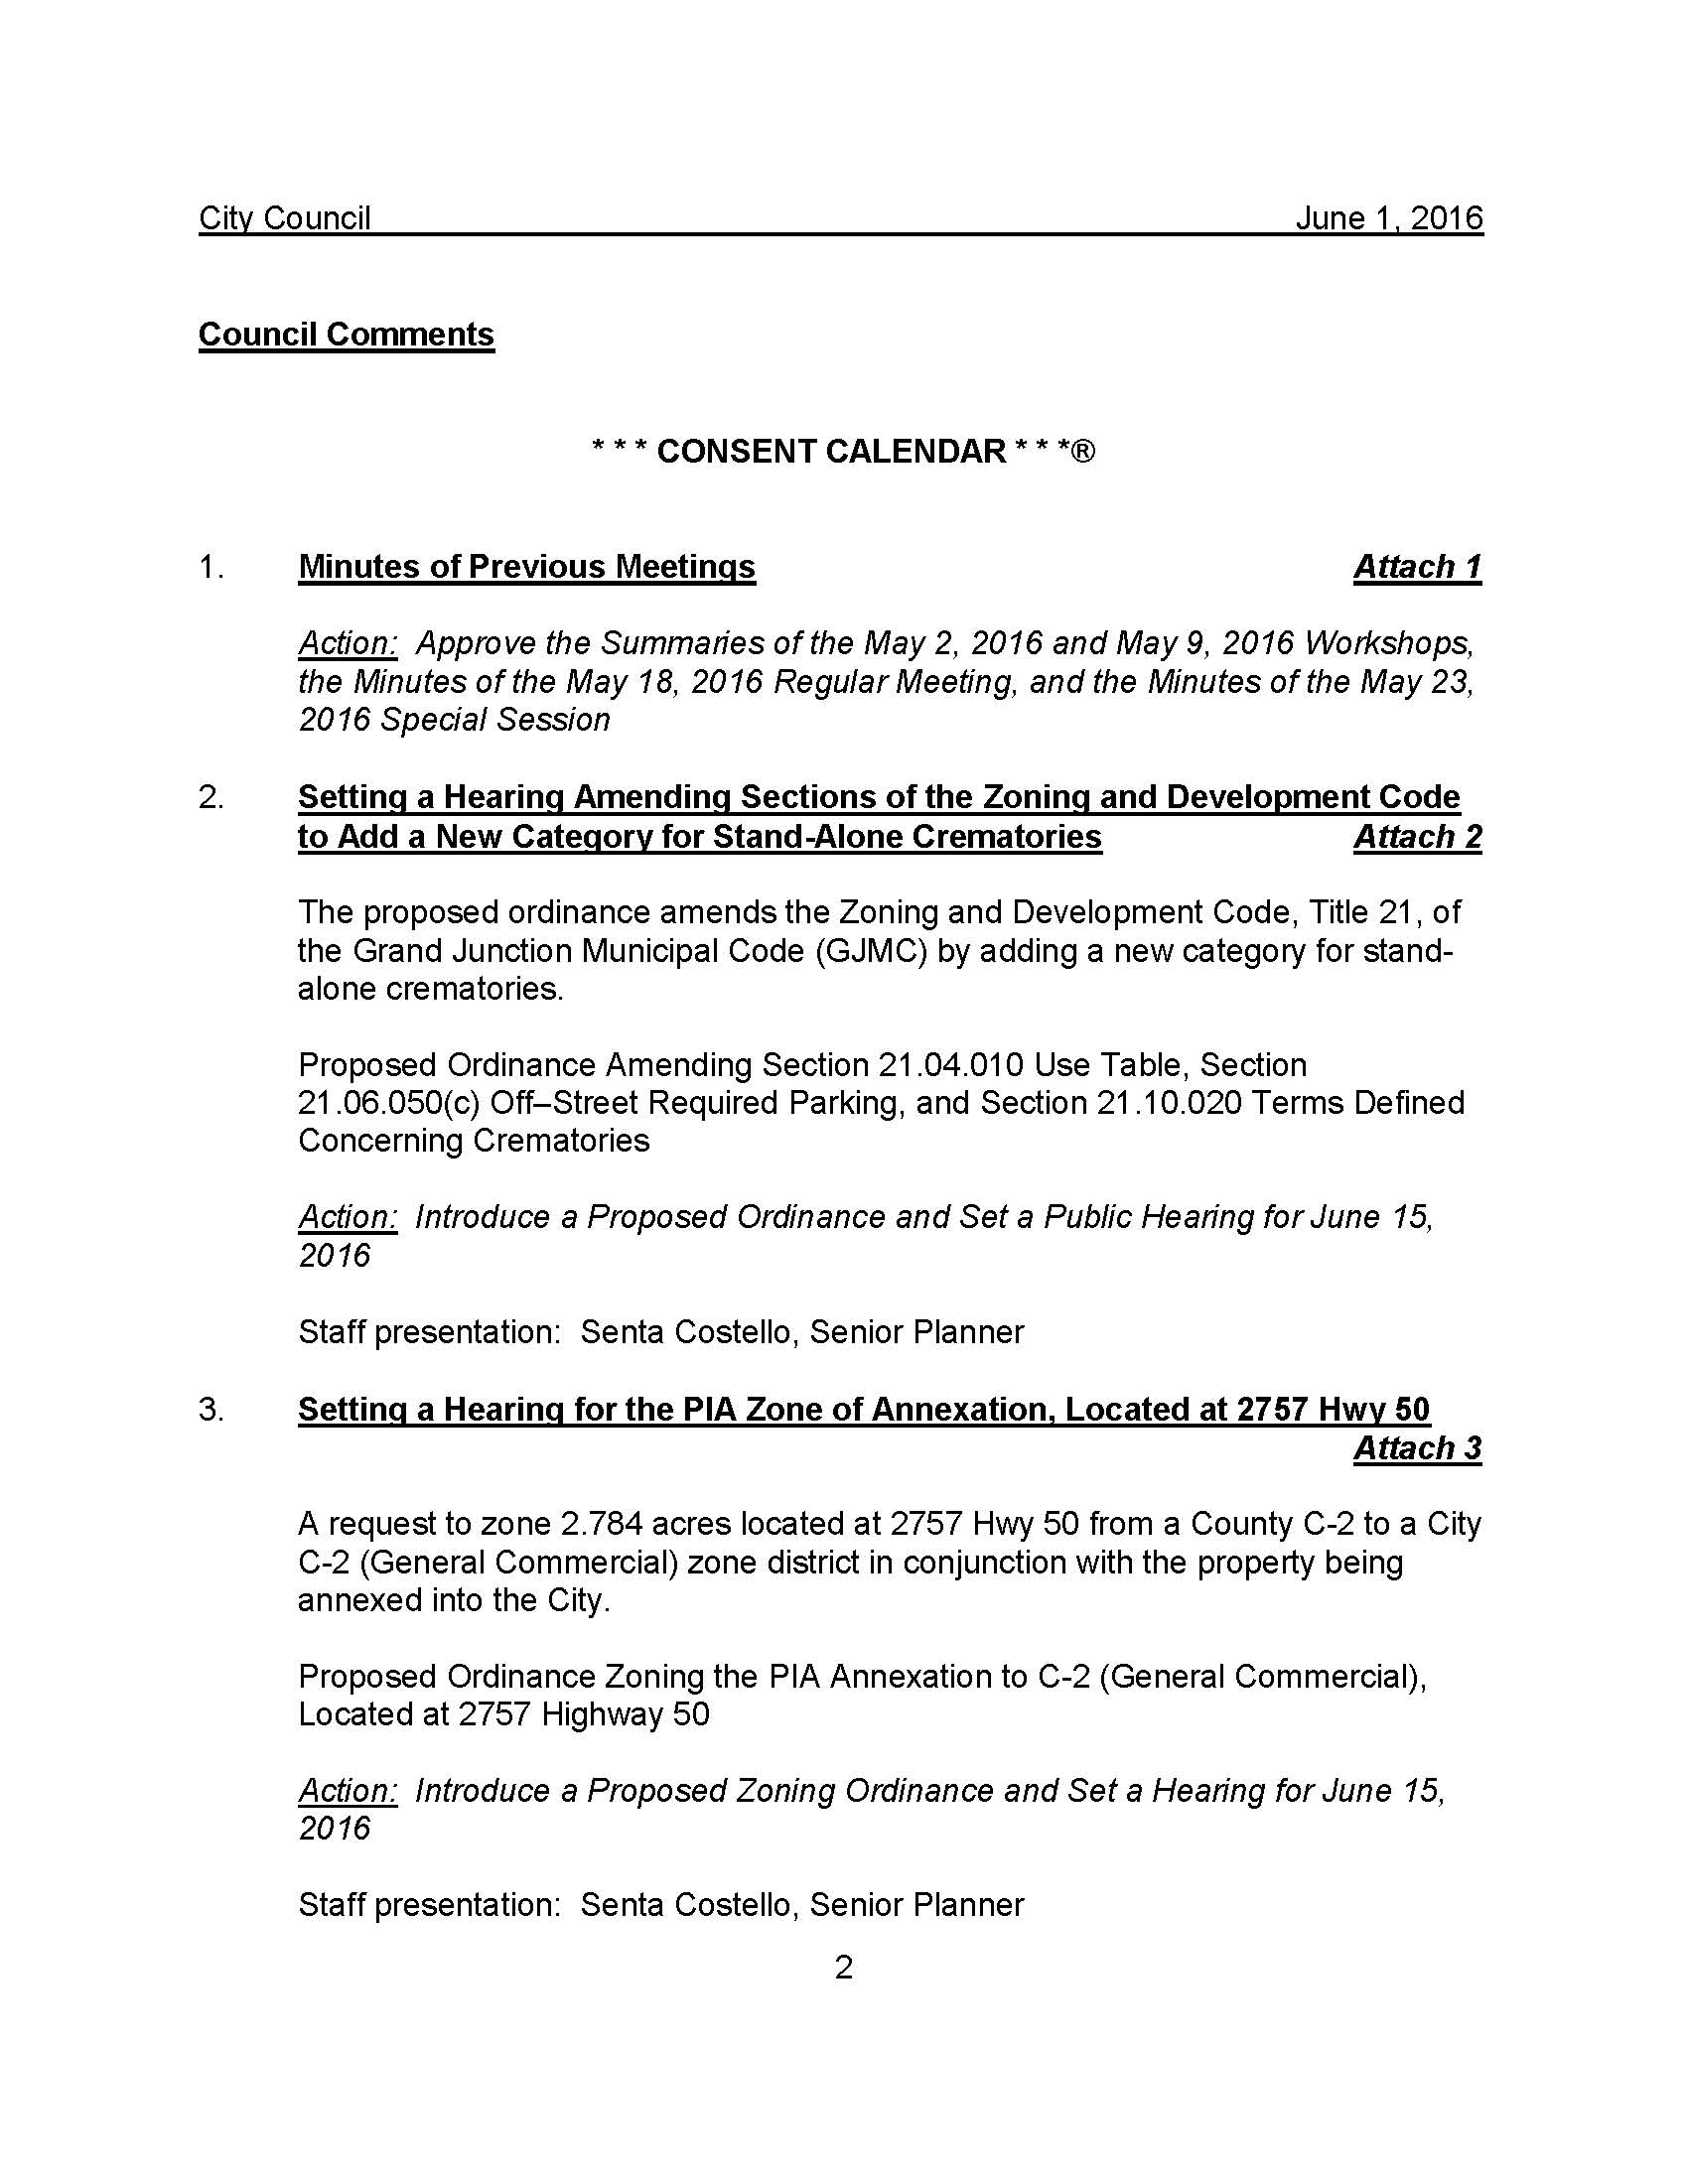 City Council June 1, 2016
Council Comments
* * * CONSENT CALENDAR * * *®
1. Minutes of Previous Meetings Attach 1
Action: Approve the Summaries of the May 2, 2016 and May 9, 2016 Workshops,
the Minutes of the May 18, 2016 Regular Meeting, and the Minutes of the May 23,
2016 Special Session
2. Setting a Hearing Amending Sections of the Zoning and Development Code
to Add a New Category for Stand-Alone Crematories Attach 2
The proposed ordinance amends the Zoning and Development Code, Title 21, of
the Grand Junction Municipal Code (GJMC) by adding a new category for stand-
alone crematories.
Proposed Ordinance Amending Section 21.04.010 Use Table, Section
21.06.050(c) Off–Street Required Parking, and Section 21.10.020 Terms Defined
Concerning Crematories
Action: Introduce a Proposed Ordinance and Set a Public Hearing for June 15,
2016
Staff presentation: Senta Costello, Senior Planner
3. Setting a Hearing for the PIA Zone of Annexation, Located at 2757 Hwy 50
Attach 3
A request to zone 2.784 acres located at 2757 Hwy 50 from a County C-2 to a City
C-2 (General Commercial) zone district in conjunction with the property being
annexed into the City.
Proposed Ordinance Zoning the PIA Annexation to C-2 (General Commercial),
Located at 2757 Highway 50
Action: Introduce a Proposed Zoning Ordinance and Set a Hearing for June 15,
2016
Staff presentation: Senta Costello, Senior Planner
2